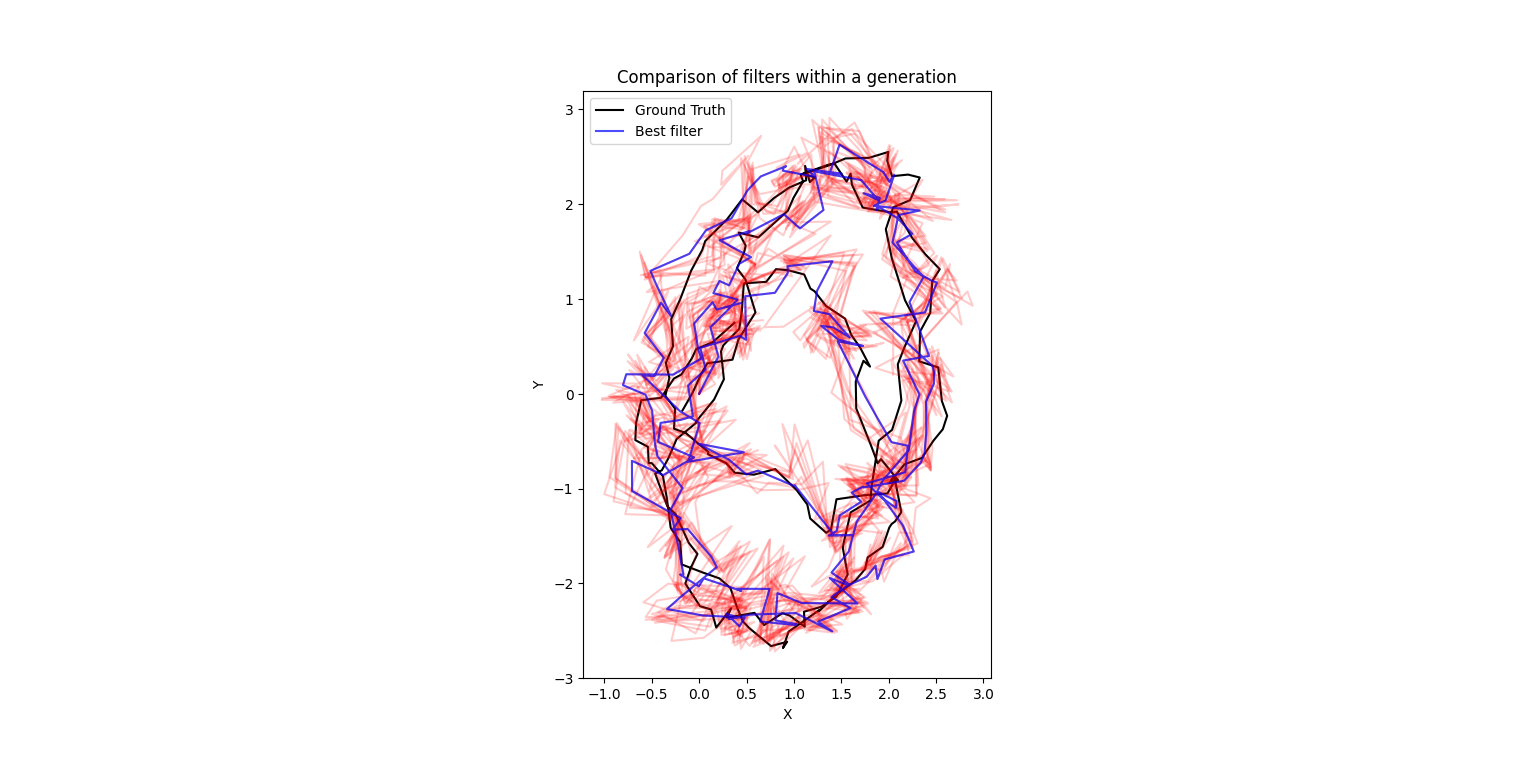 Comparison of filters within a generation
Ground Truth
Best filter
3
2
1
0
−1
−2
−3
Y
−1.0 −0.5 0.0 0.5 1.0 1.5 2.0 2.5 3.0
X